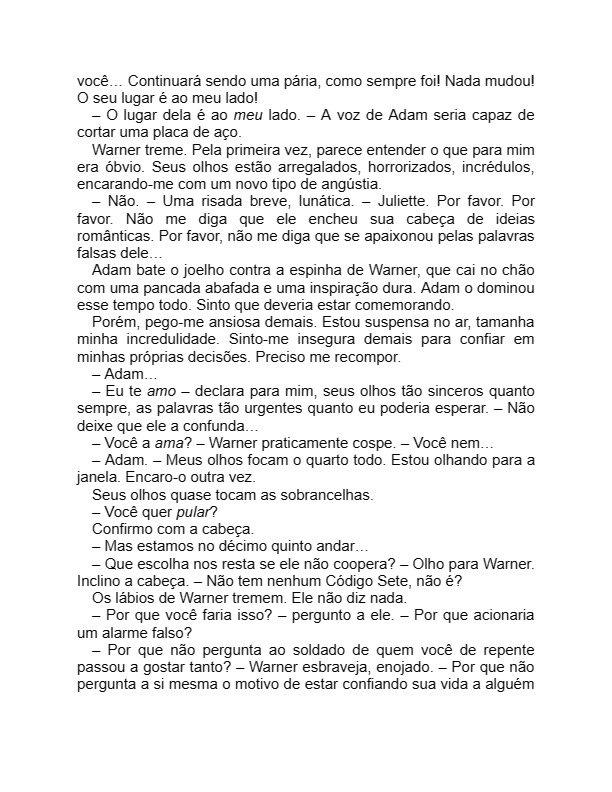 você… Continuará sendo uma pária, como sempre foi! Nada mudou!
O seu lugar é ao meu lado!
– O lugar dela é ao meu lado. – A voz de Adam seria capaz de
cortar uma placa de aço.
Warner treme. Pela primeira vez, parece entender o que para mim
era óbvio. Seus olhos estão arregalados, horrorizados, incrédulos,
encarando-me com um novo tipo de angústia.
– Não. – Uma risada breve, lunática. – Juliette. Por favor. Por
favor. Não me diga que ele encheu sua cabeça de ideias
românticas. Por favor, não me diga que se apaixonou pelas palavras
falsas dele…
Adam bate o joelho contra a espinha de Warner, que cai no chão
com uma pancada abafada e uma inspiração dura. Adam o dominou
esse tempo todo. Sinto que deveria estar comemorando.
Porém, pego-me ansiosa demais. Estou suspensa no ar, tamanha
minha incredulidade. Sinto-me insegura demais para confiar em
minhas próprias decisões. Preciso me recompor.
– Adam…
– Eu te amo – declara para mim, seus olhos tão sinceros quanto
sempre, as palavras tão urgentes quanto eu poderia esperar. – Não
deixe que ele a confunda…
– Você a ama? – Warner praticamente cospe. – Você nem…
– Adam. – Meus olhos focam o quarto todo. Estou olhando para a
janela. Encaro-o outra vez.
Seus olhos quase tocam as sobrancelhas.
– Você quer pular?
Confirmo com a cabeça.
– Mas estamos no décimo quinto andar…
– Que escolha nos resta se ele não coopera? – Olho para Warner.
Inclino a cabeça. – Não tem nenhum Código Sete, não é?
Os lábios de Warner tremem. Ele não diz nada.
– Por que você faria isso? – pergunto a ele. – Por que acionaria
um alarme falso?
– Por que não pergunta ao soldado de quem você de repente
passou a gostar tanto? – Warner esbraveja, enojado. – Por que não
pergunta a si mesma o motivo de estar confiando sua vida a alguém